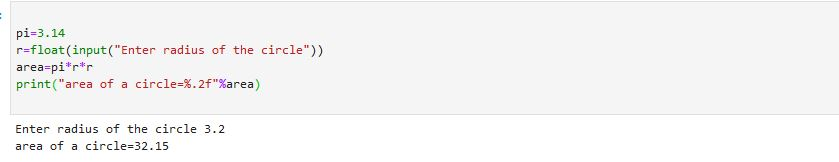 pi=3.14
r=float(input("Enter radius of the circle"))
area=pi*r*r
print("area of a circle=%.2f"%area)
Enter radius of the circle 3.2
area of a circle=32.15